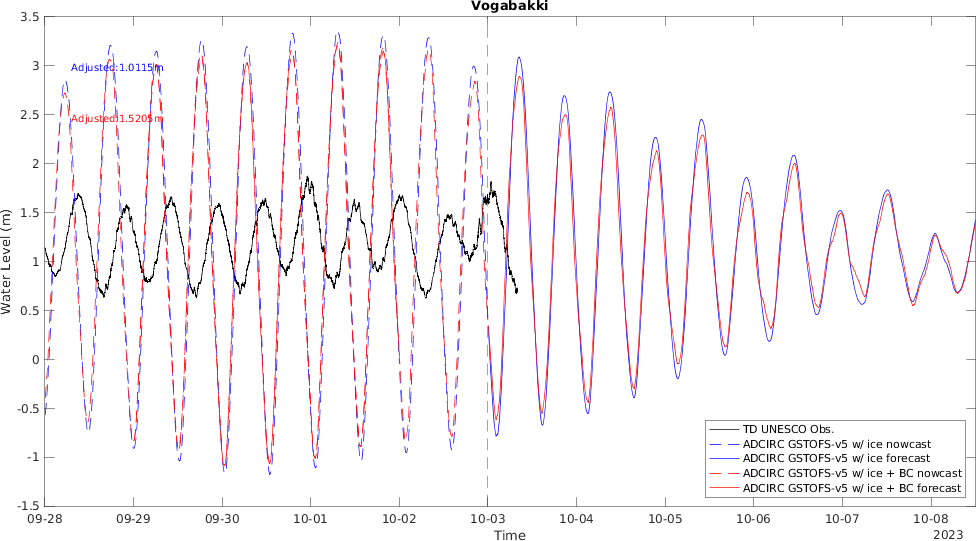 Vogabakki
3.5
3
2.5
2
1.5
1
0.5
0
-0.5
-1
-1.5
Water Level (m)
Adjusted:1.0115m
Adjusted:1.5205m
TD UNESCO Obs.
ADCIRC GSTOFS-v5 w/ ice nowcast
ADCIRC GSTOFS-v5 w/ ice forecast
ADCIRC GSTOFS-v5 w/ ice + BC nowcast
ADCIRC GSTOFS-v5 w/ ice + BC forecast
09-28 09-29 09-30 10-01 10-02 10-03 10-04 10-05 10-06 10-07 10-08
Time
2023